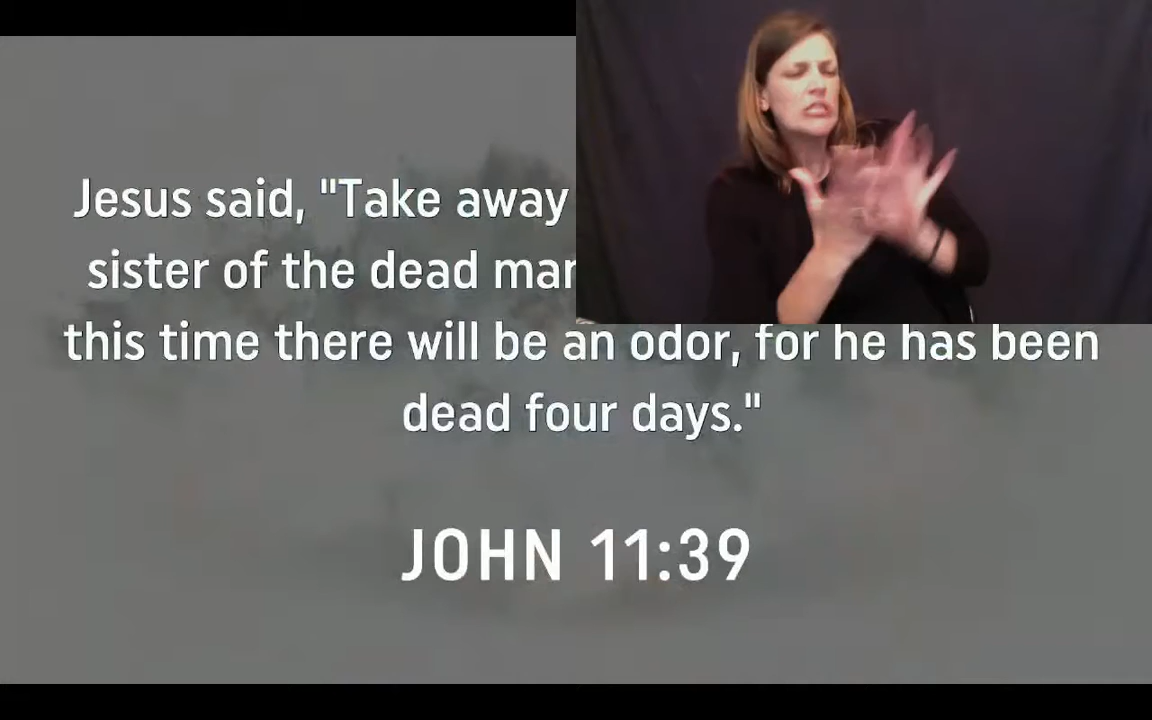 Jesus said, "Take away
sister of the dead
this time there will be an odor, for he has been
dead four days."
JOHN 11:39